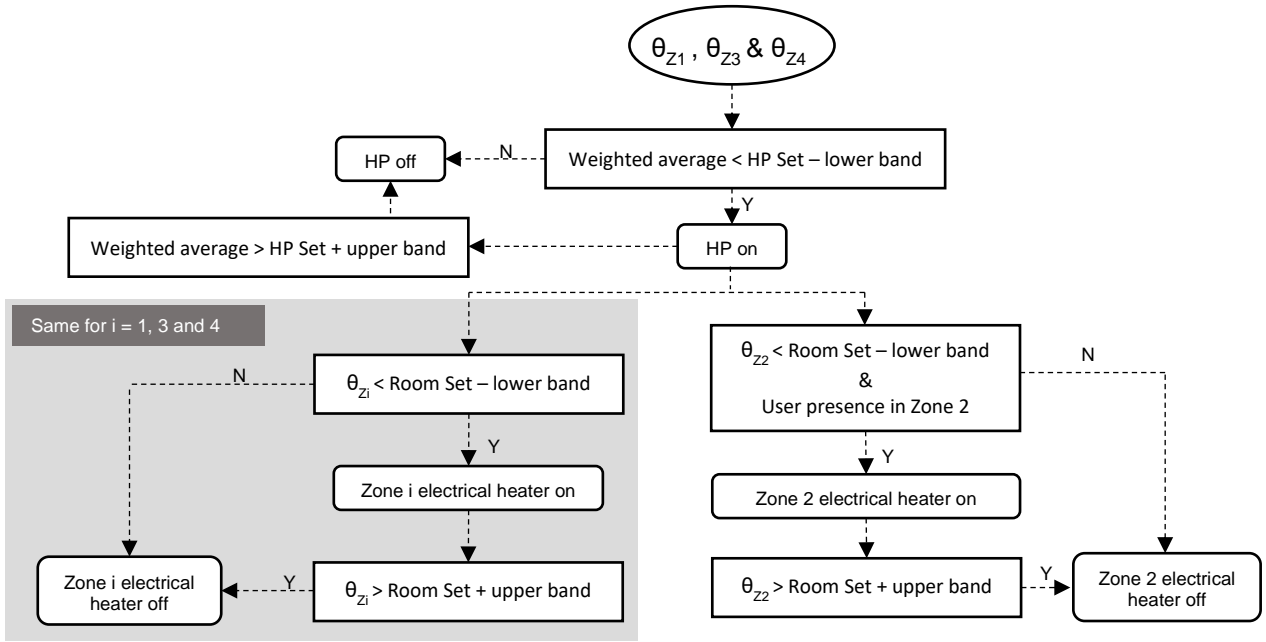 θZ1 , θZ3 & θZ4
Weighted average < HP Set – lower band
N
HP off
Y
Weighted average > HP Set + upper band
HP on
Same for i = 1, 3 and 4
θZi < Room Set – lower band
N
Y
Zone i electrical heater on
θZi > Room Set + upper band
Y
Zone i electrical
heater off
θZ2 < Room Set – lower band
&
User presence in Zone 2
N
Y
Zone 2 electrical heater on
θZ2 > Room Set + upper band
Y
Zone 2 electrical
heater off